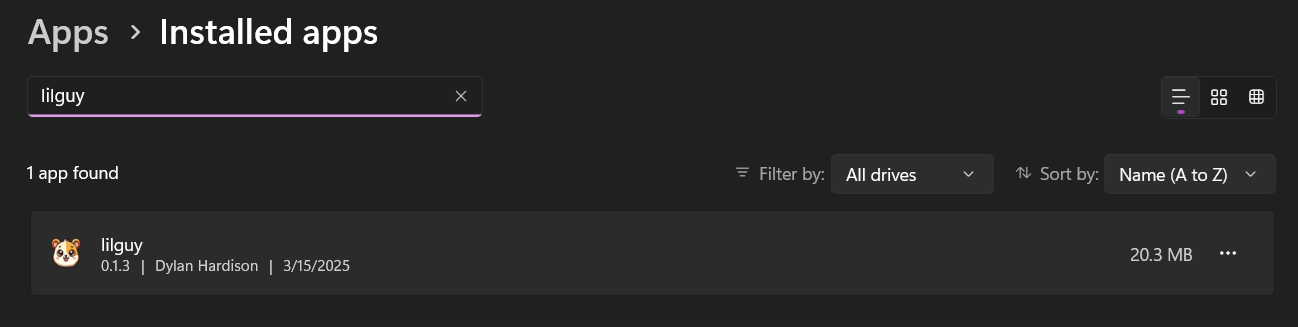 Apps > Installed apps
lilguy
1 app found
Filter by: All drives
Sort by: Name (A to Z)
lilguy
0.1.3 | Dylan Hardison | 3/15/2025
20.3 MB